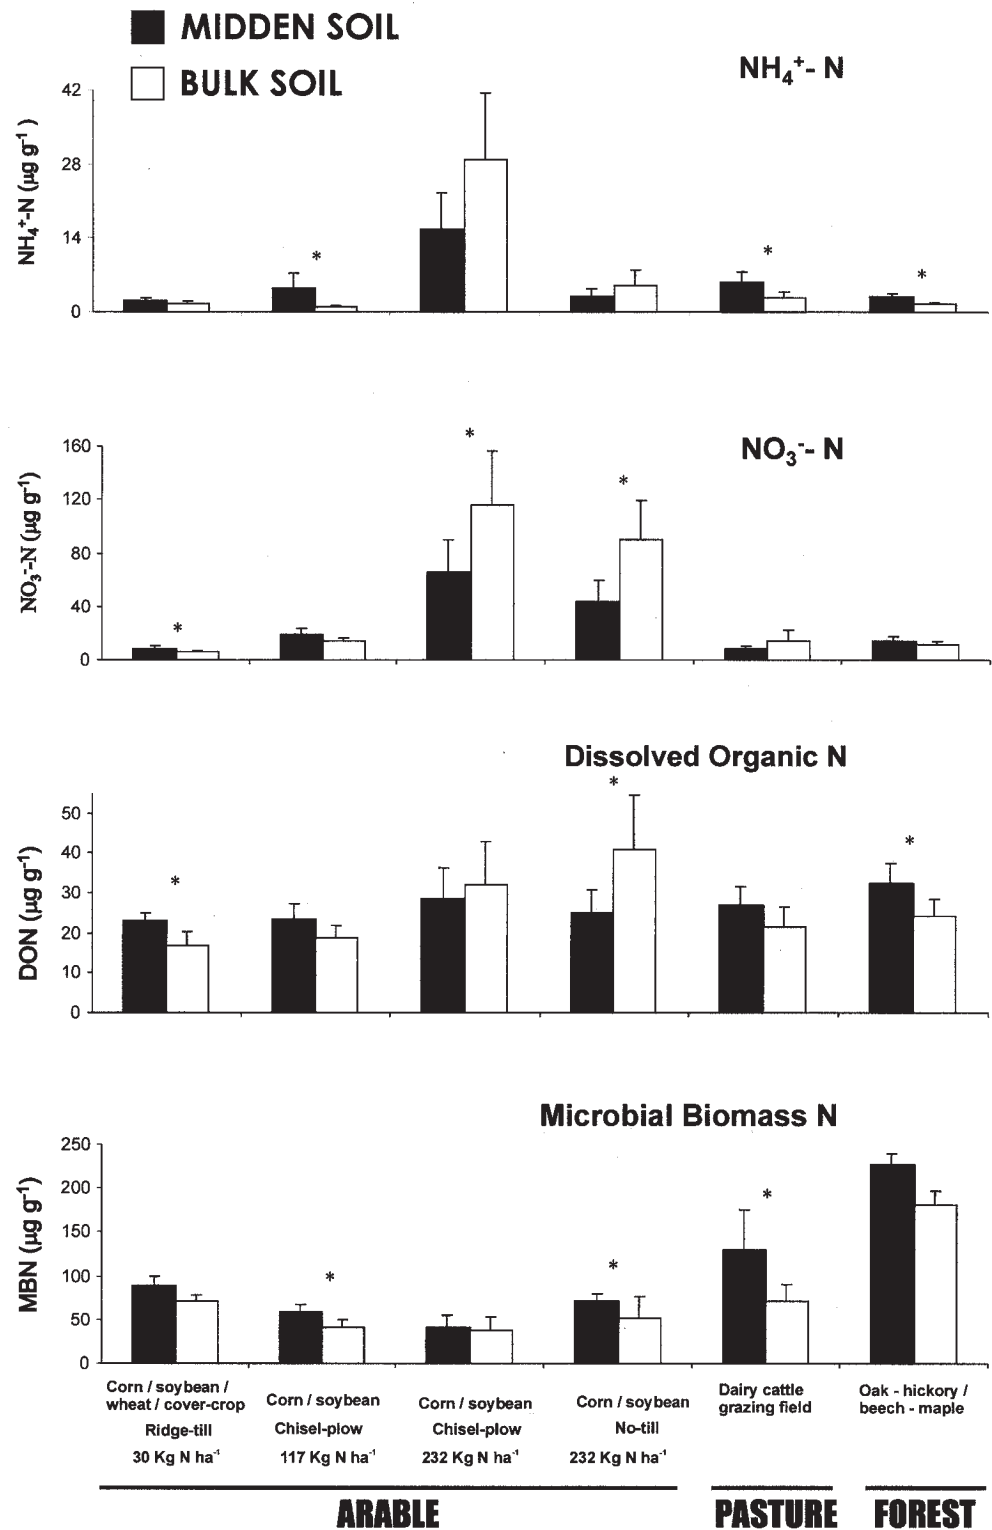 MIDDEN SOIL
BULK SOIL
NH₄⁺- N
NH₄⁺-N (µg g⁻¹)
42
28
14
0
*
*
*
NO₃⁻- N
NO₃⁻-N (µg g⁻¹)
160
120
80
40
0
*
*
*
Dissolved Organic N
DON (µg g⁻¹)
50
40
30
20
10
0
*
*
*
Microbial Biomass N
MBN (µg g⁻¹)
250
200
150
100
50
0
*
*
*
Corn / soybean /
wheat / cover-crop
Ridge-till
30 Kg N ha⁻¹
Corn / soybean
Chisel-plow
117 Kg N ha⁻¹
Corn / soybean
Chisel-plow
232 Kg N ha⁻¹
Corn / soybean
No-till
232 Kg N ha⁻¹
Dairy cattle
grazing field
Oak - hickory /
beech - maple
ARABLE
PASTURE
FOREST